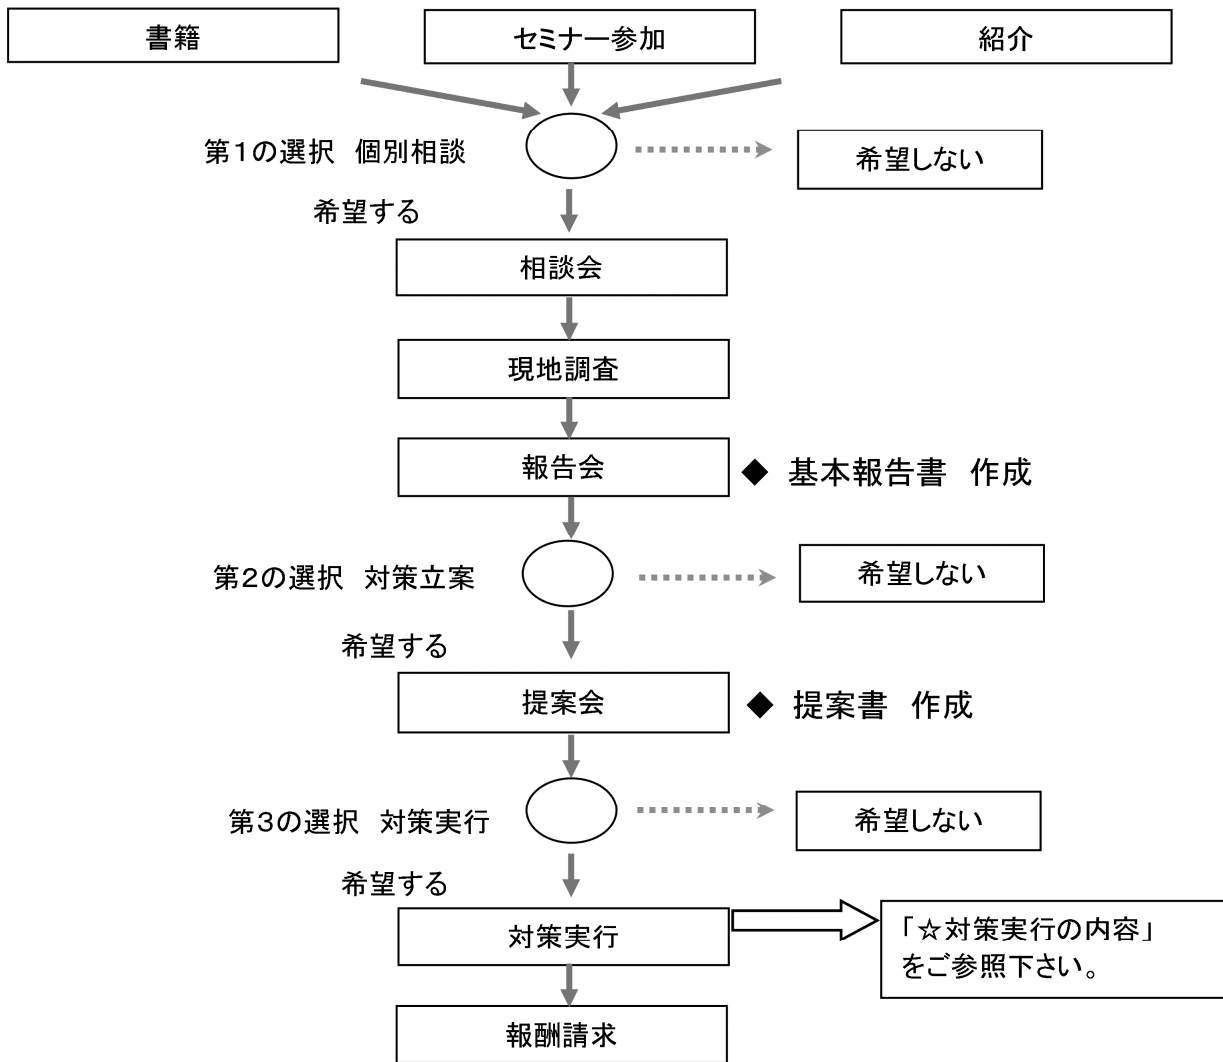 書籍
セミナー参加
紹介
第1の選択　個別相談
希望しない
希望する
相談会
現地調査
報告会
◆　基本報告書　作成
第2の選択　対策立案
希望しない
希望する
提案会
◆　提案書　作成
第3の選択　対策実行
希望しない
希望する
対策実行
「☆対策実行の内容」
をご参照下さい。
報酬請求